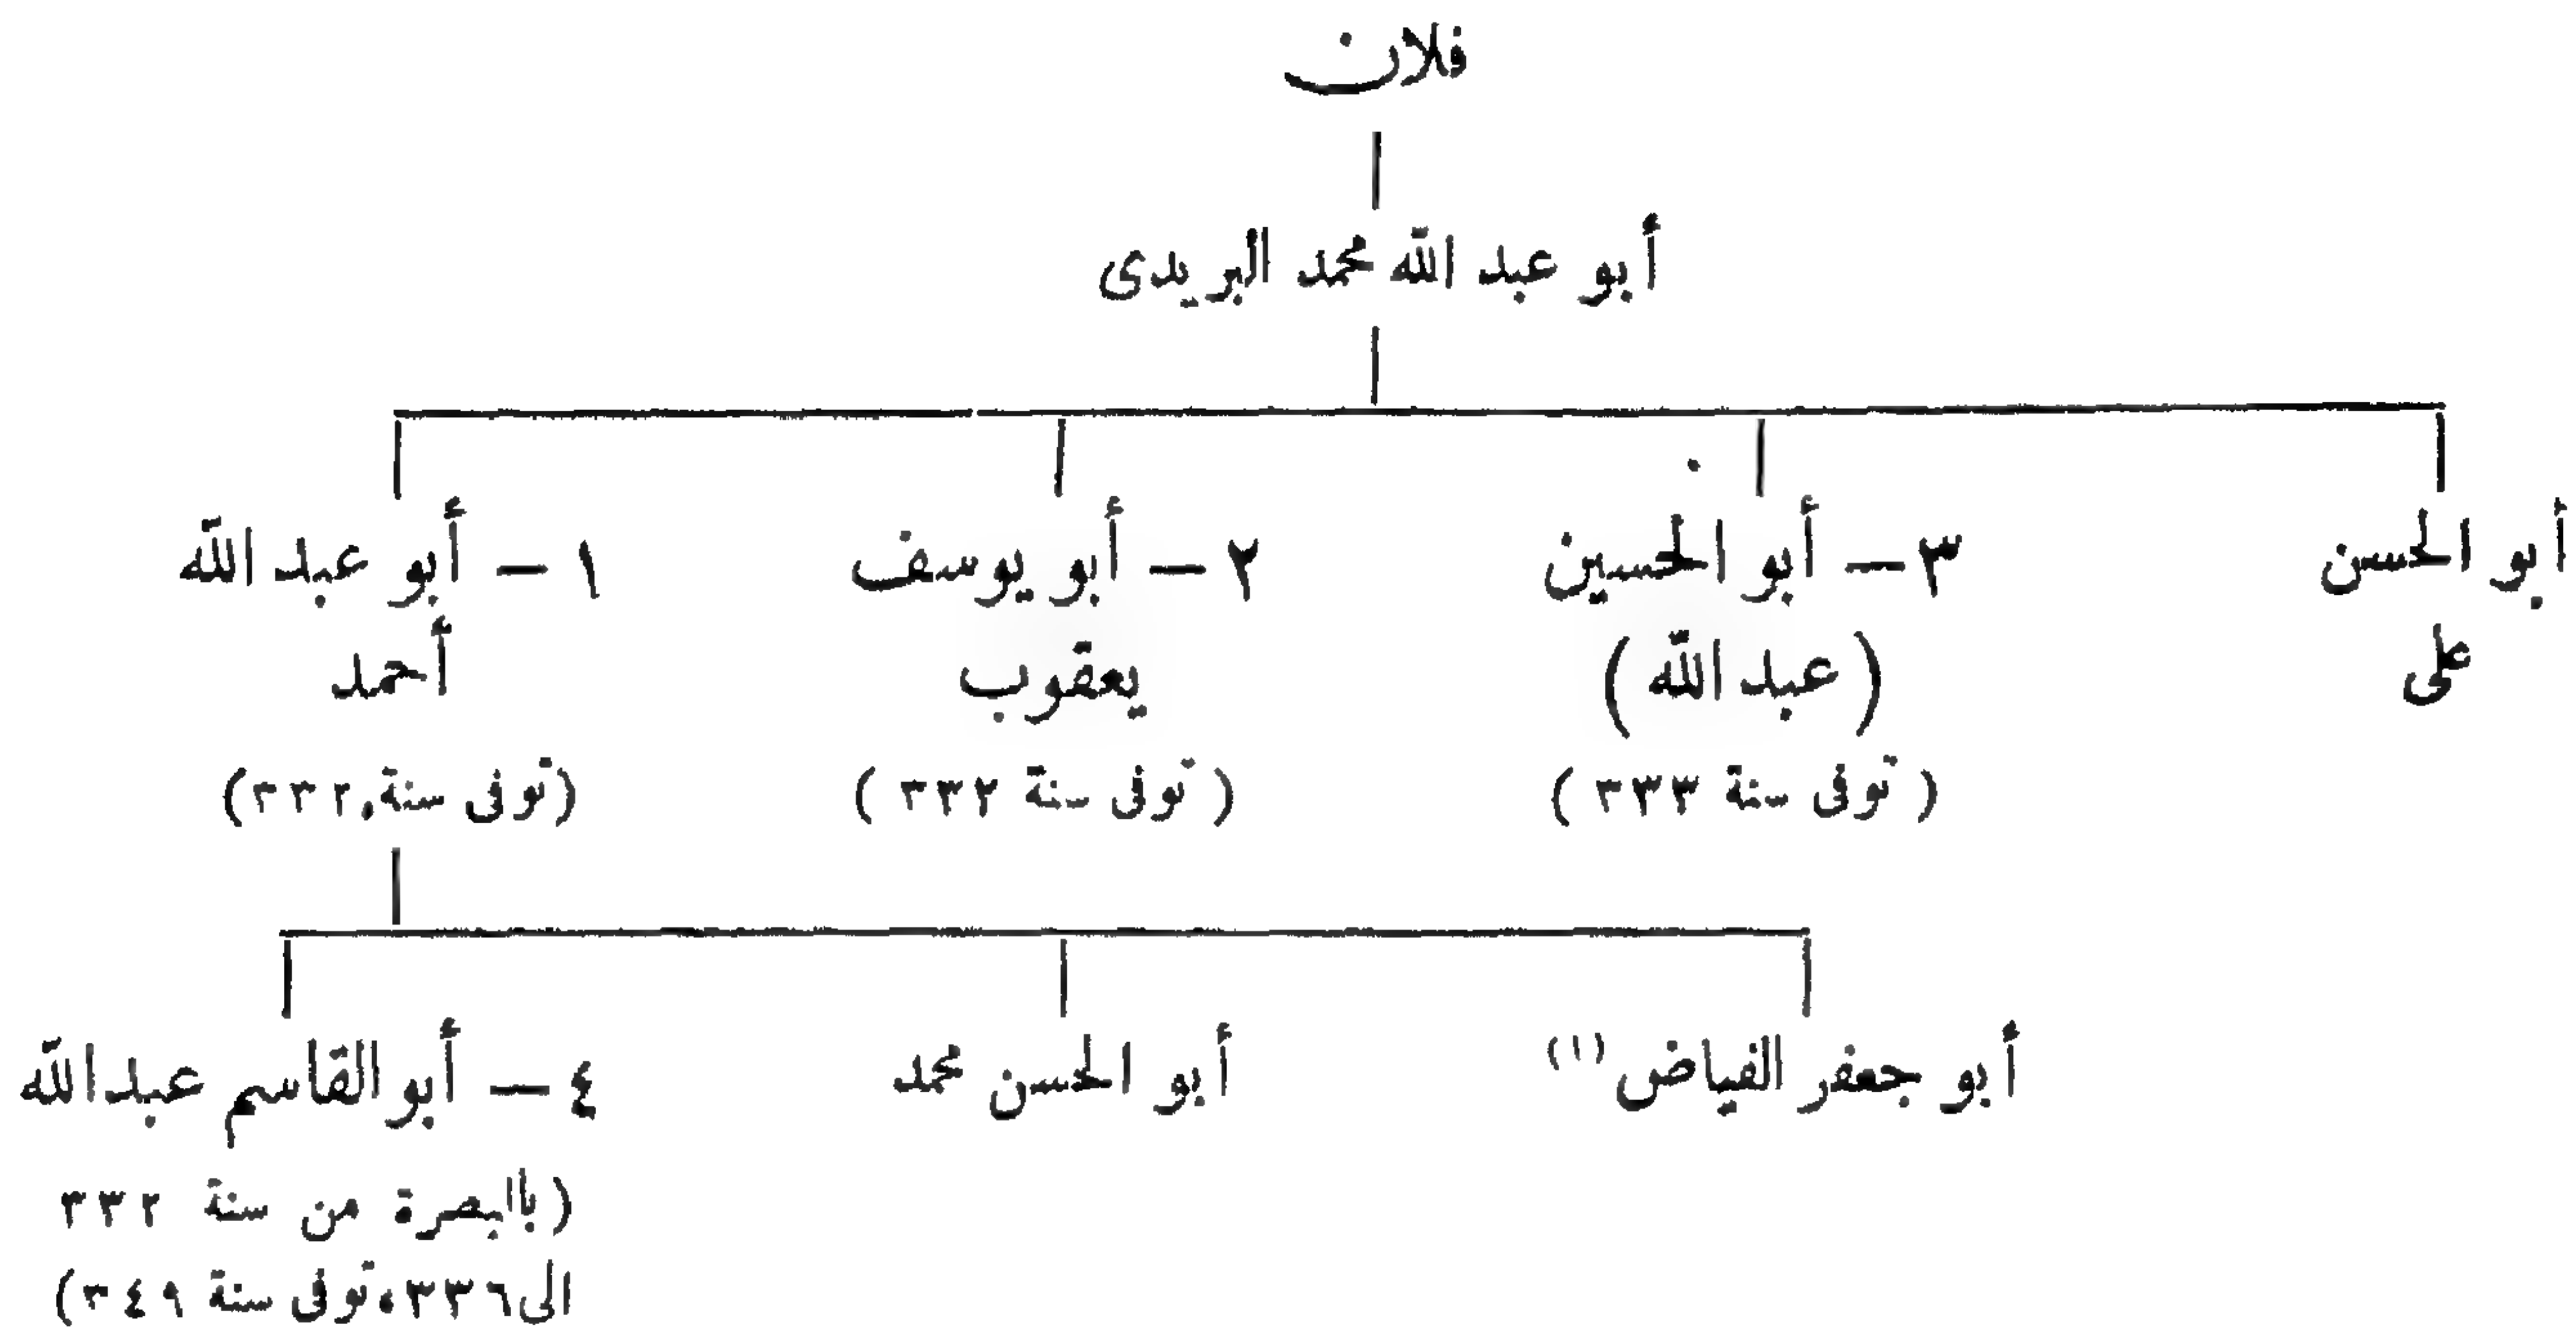 فلان
أبو عبد الله محمد البريدى
أبو الحسن
على
٣ — أبو الحسين
(عبد الله)
(توفى سنة ٣٣٣)
٢ — أبو يوسف
يعقوب
(توفى سنة ٣٣٢)
١ — أبو عبد الله
أحمد
(توفى سنة ٣٣٢)
أبو جعفر الفياض (١)
أبو الحسن محمد
٤ — أبو القاسم عبد الله
(بالبصرة من سنة ٣٣٢
الى ٣٣٦، توفى سنة ٣٤٩)